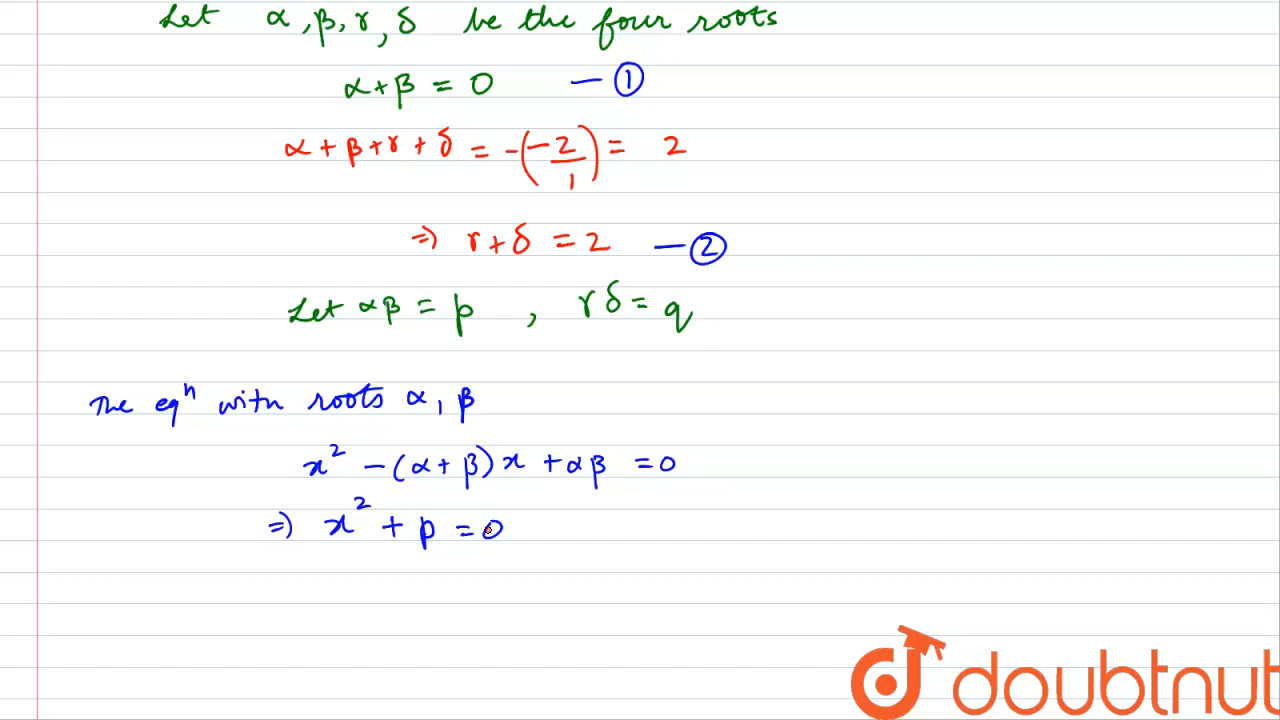 Let α, β, γ, δ be the four roots
α + β = 0 — ①
α + β + γ + δ = -(-2/1) = 2
⇒ γ + δ = 2 — ②
Let αβ = p , γδ = q
The eqⁿ with roots α, β
x² - (α + β)x + αβ = 0
⇒ x² + p = 0
doubtnut